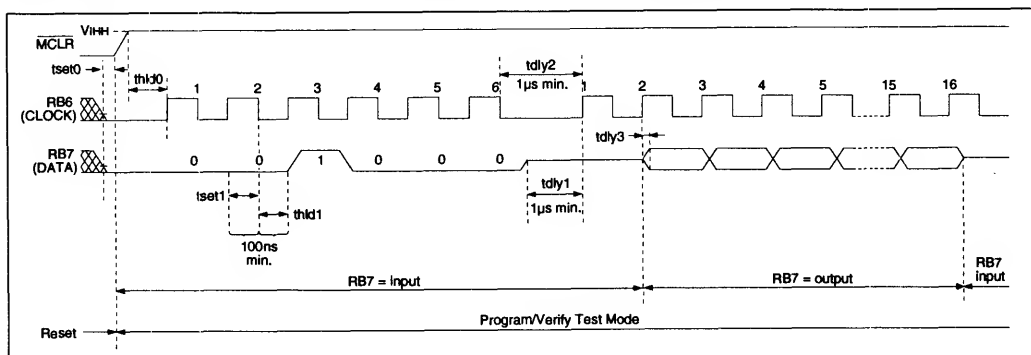 VIHH
MCLR
tset0
thld0
tdly2
1µs min.
1 2 3 4 5 6 1 2 3 4 5 15 16
RB6
(CLOCK)
tdly3
RB7
(DATA)
0 0 1 0 0 0
tset1
thld1
tdly1
1µs min.
100ns
min.
RB7 = input
RB7 = output
RB7
input
Reset
Program/Verify Test Mode